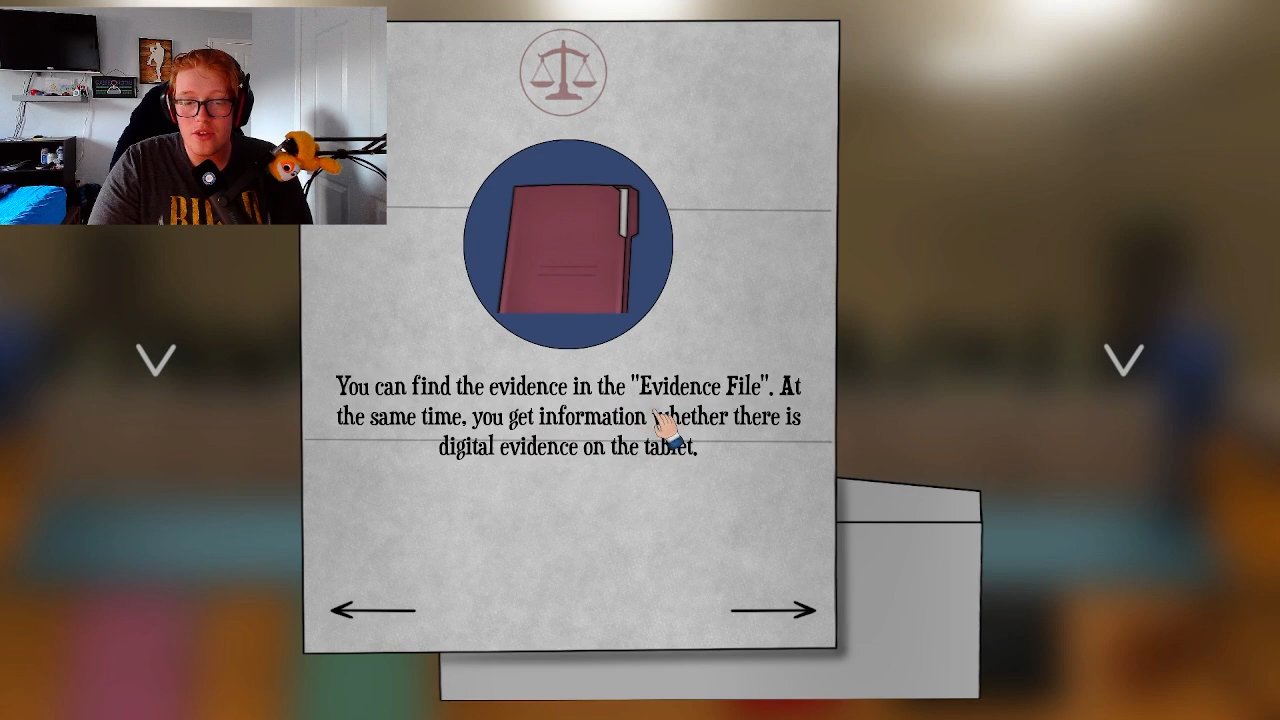 You can find the evidence in the "Evidence File". At
the same time, you get information whether there is
digital evidence on the tablet.